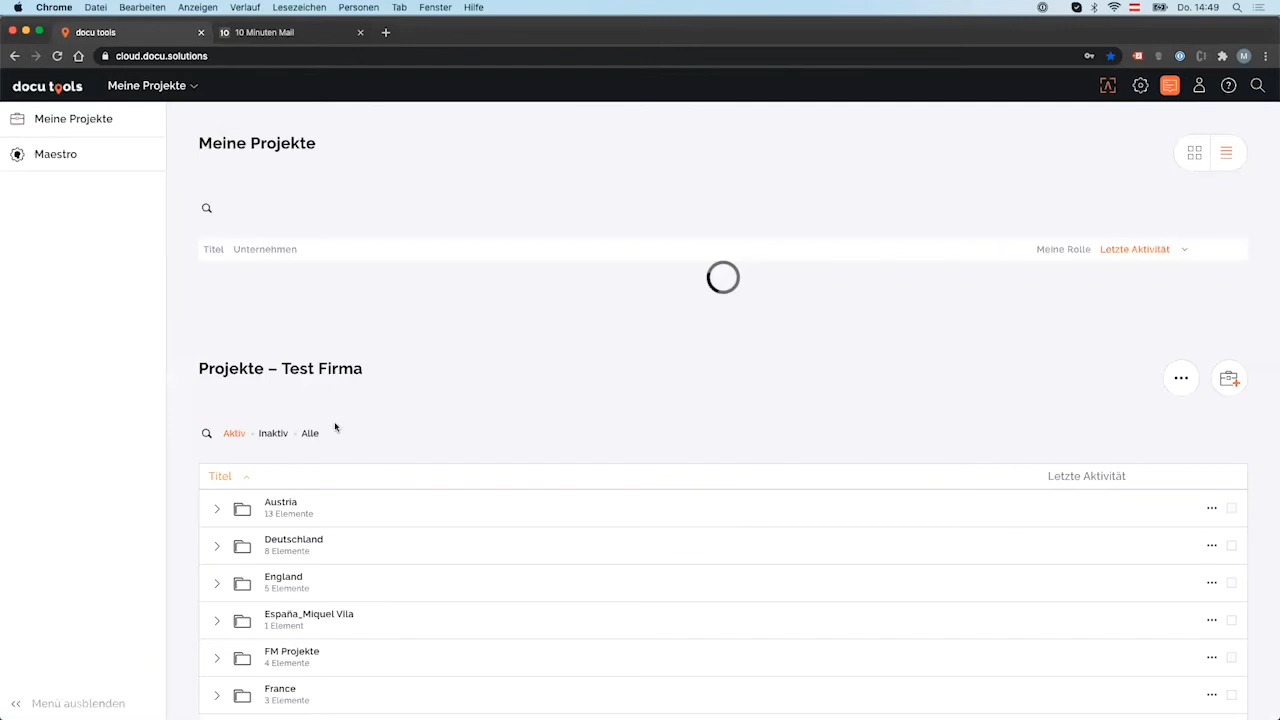 Chrome Datei Bearbeiten Anzeigen Verlauf Lesezeichen Personen Tab Fenster Hilfe Do. 14:49
docu tools 10 10 Minuten Mail
cloud.docu.solutions M
docu tools Meine Projekte
Meine Projekte
Maestro
Meine Projekte
Titel Unternehmen Meine Rolle Letzte Aktivität
Projekte – Test Firma
Aktiv Inaktiv Alle
Titel Letzte Aktivität
Austria
13 Elemente
Deutschland
8 Elemente
England
5 Elemente
España_Miquel Vila
1 Element
FM Projekte
4 Elemente
France
3 Elemente
Menü ausblenden